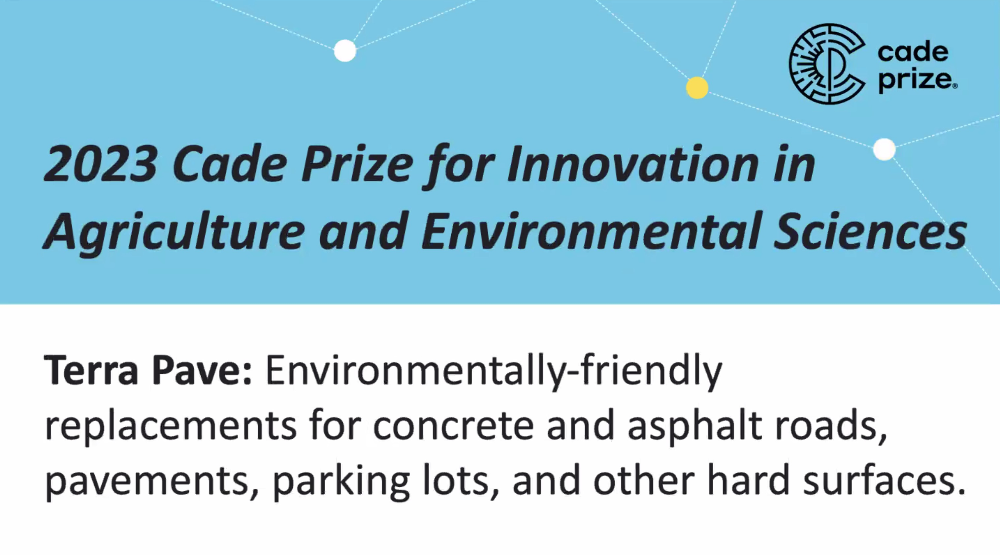 cade
prize®
2023 Cade Prize for Innovation in
Agriculture and Environmental Sciences
Terra Pave: Environmentally-friendly
replacements for concrete and asphalt roads,
pavements, parking lots, and other hard surfaces.